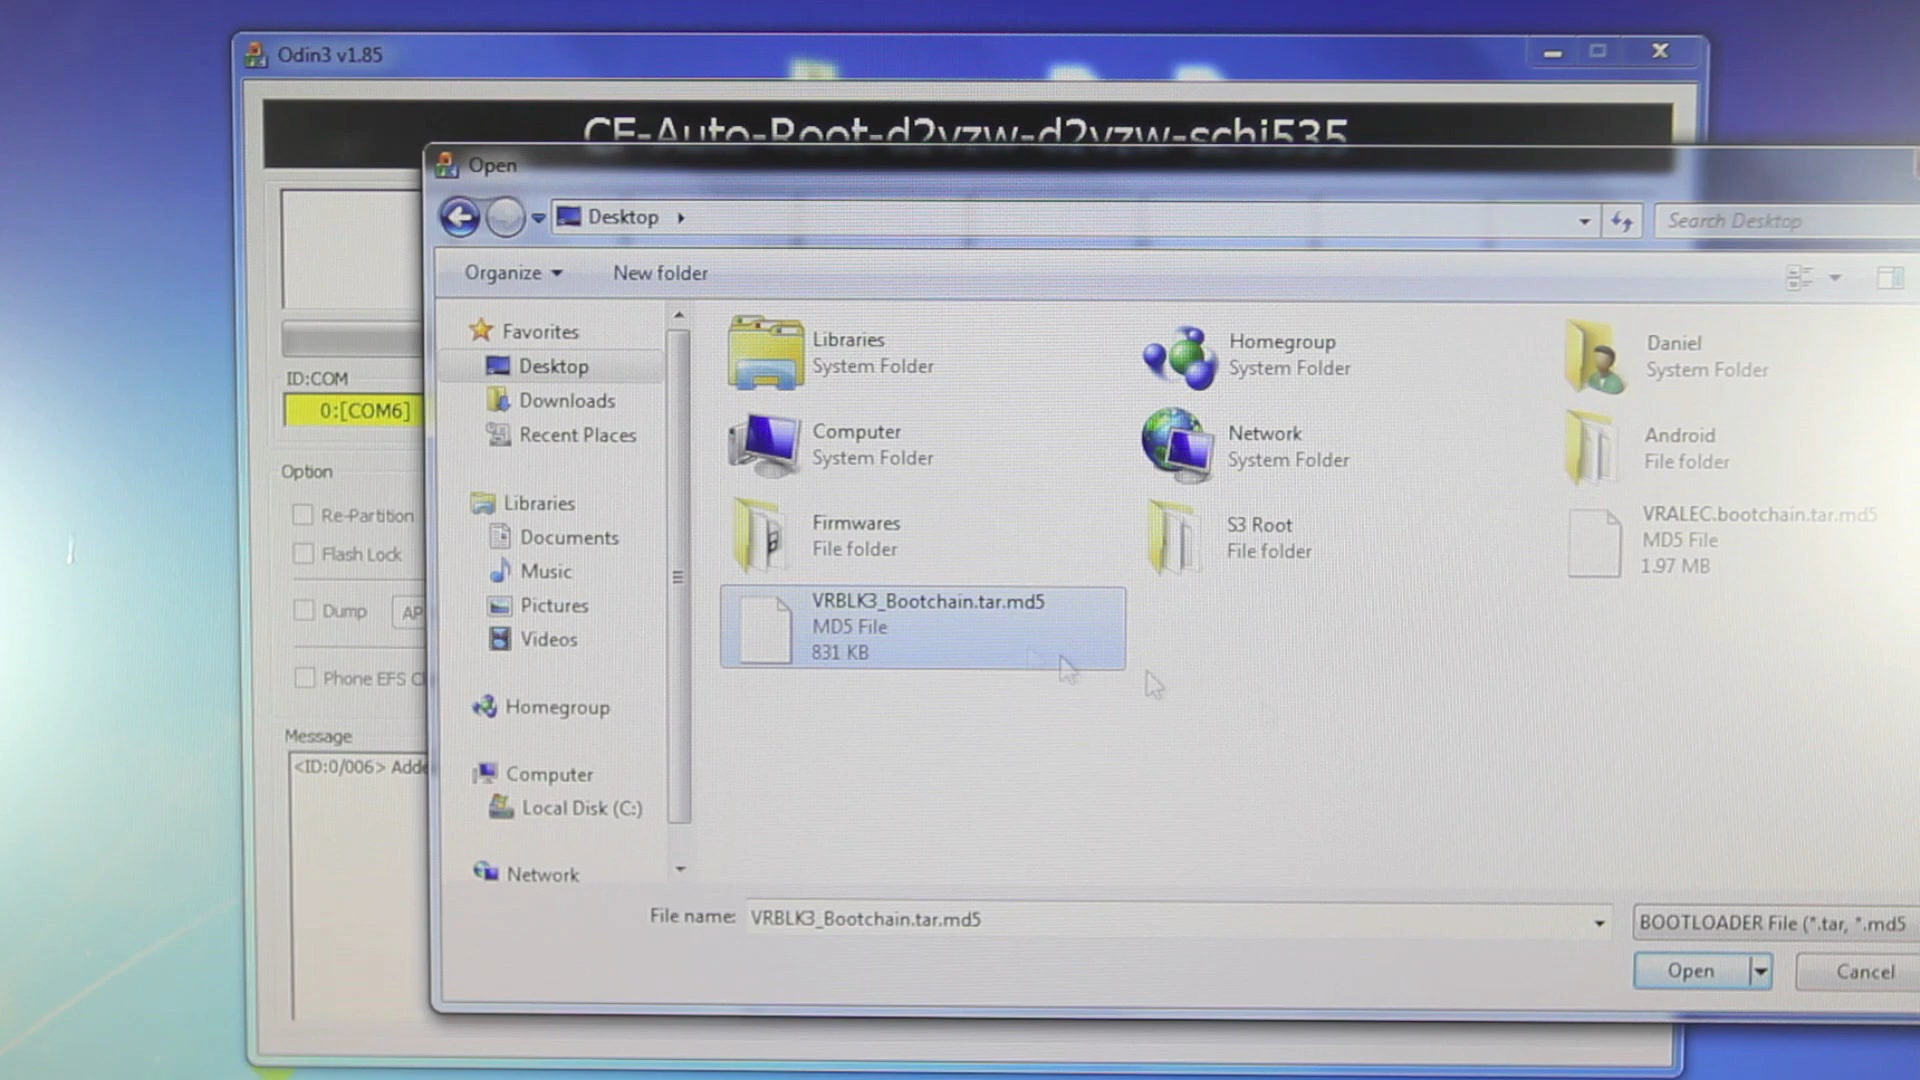 Odin3 v1.85
CF-Auto-Root-d2vzw-d2vzw-schi535
Open
Desktop
Search Desktop
Organize
New folder
Favorites
Desktop
Downloads
Recent Places
Libraries
Documents
Music
Pictures
Videos
Homegroup
Computer
Local Disk (C:)
Network
Libraries
System Folder
Homegroup
System Folder
Daniel
System Folder
Computer
System Folder
Network
System Folder
Android
File folder
Firmwares
File folder
S3 Root
File folder
VRALEC.bootchain.tar.md5
MD5 File
1.97 MB
VRBLK3_Bootchain.tar.md5
MD5 File
831 KB
File name: VRBLK3_Bootchain.tar.md5
BOOTLOADER File (*.tar, *.md5
Open
Cancel
ID:COM
0:[COM6]
Option
Re-Partition
Flash Lock
Dump AP
Phone EFS C
Message
<ID:0/006> Adde